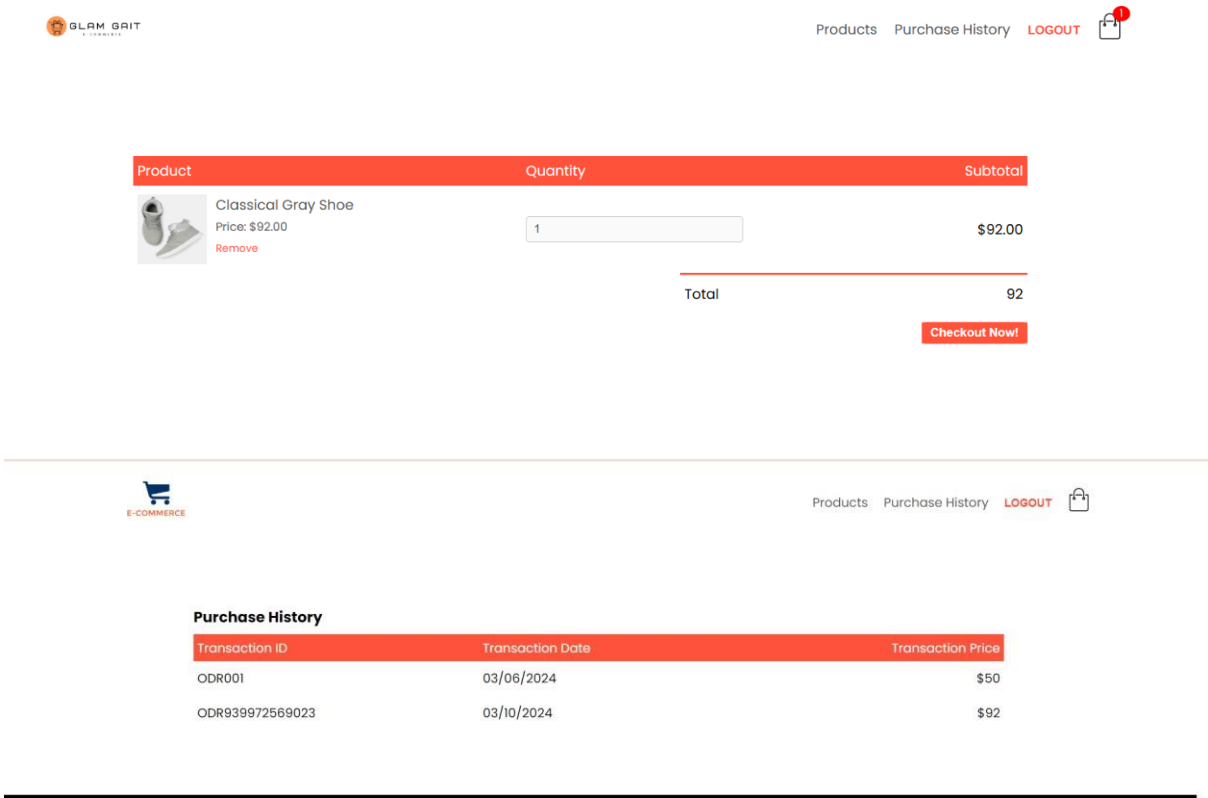 GLAM GAIT
E-COMMERCE
Products Purchase History LOGOUT 1
Product Quantity Subtotal
Classical Gray Shoe
Price: $92.00
Remove
1 $92.00
Total 92
Checkout Now!
E-COMMERCE
Products Purchase History LOGOUT
Purchase History
Transaction ID Transaction Date Transaction Price
ODR001 03/06/2024 $50
ODR939972569023 03/10/2024 $92